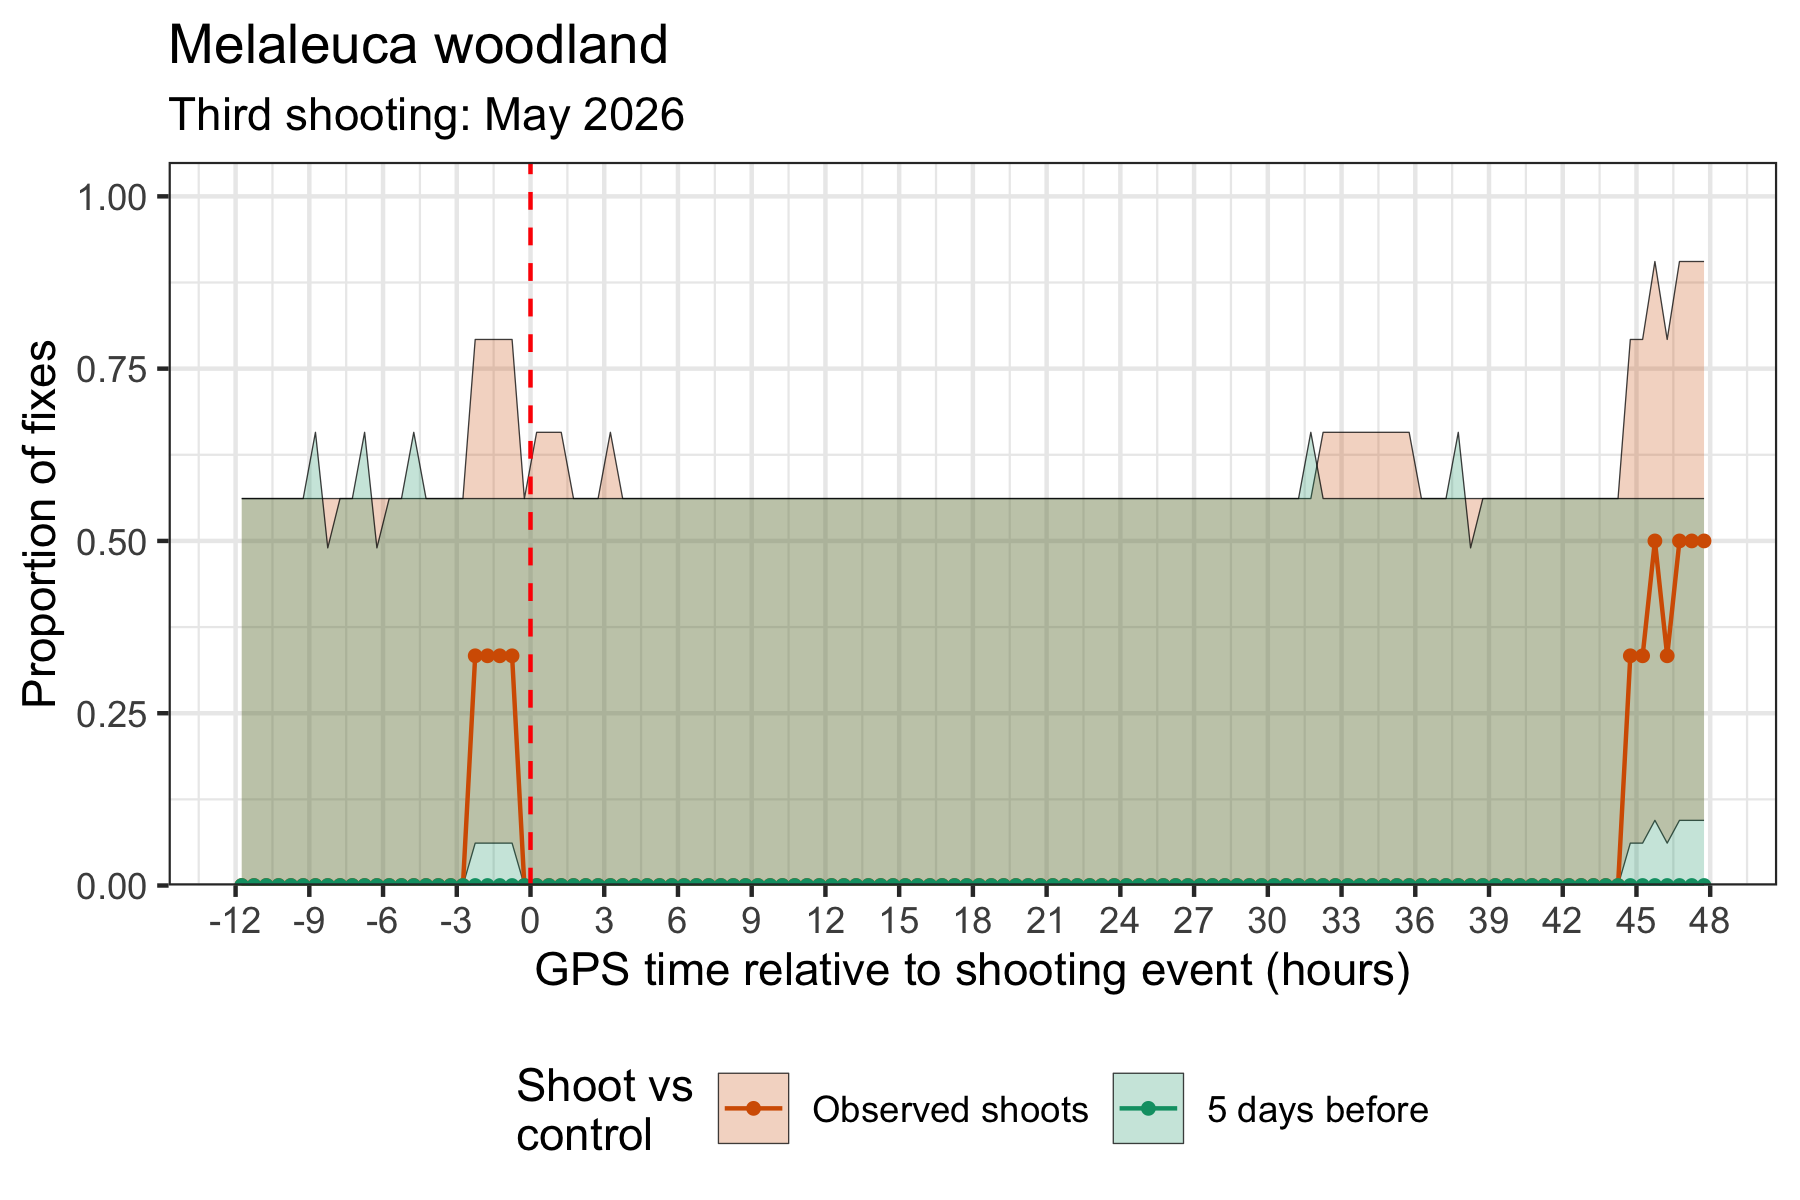 Melaleuca woodland
Third shooting: May 2026
1.00
0.75
0.50
0.25
0.00
Proportion of fixes
-12 -9 -6 -3 0 3 6 9 12 15 18 21 24 27 30 33 36 39 42 45 48
GPS time relative to shooting event (hours)
Shoot vs
control
Observed shoots
5 days before